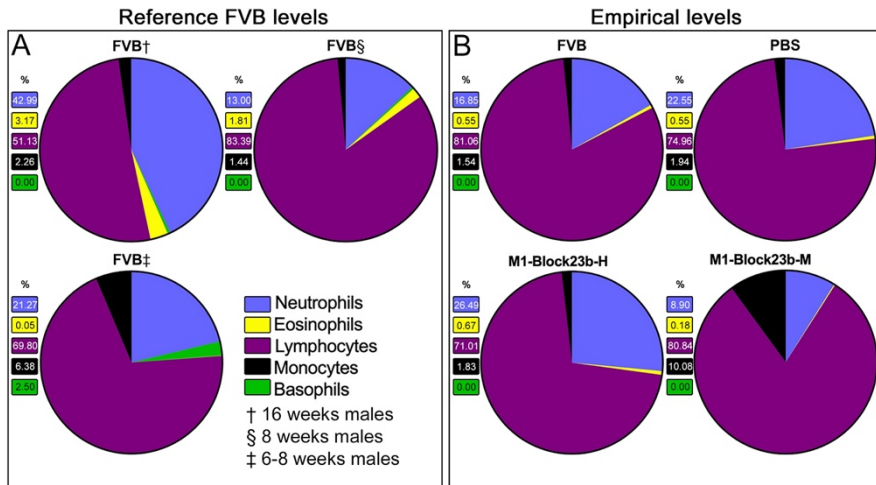 Reference FVB levels
Empirical levels
A
FVB†
%
42.99
3.17
51.13
2.26
0.00
FVB§
%
13.00
1.81
83.39
1.44
0.00
FVB‡
%
21.27
0.05
69.80
6.38
2.50
Neutrophils
Eosinophils
Lymphocytes
Monocytes
Basophils
† 16 weeks males
§ 8 weeks males
‡ 6-8 weeks males
B
FVB
%
16.85
0.55
81.06
1.54
0.00
PBS
%
22.55
0.55
74.96
1.94
0.00
M1-Block23b-H
%
26.49
0.67
71.01
1.83
0.00
M1-Block23b-M
%
8.90
0.18
80.84
10.08
0.00